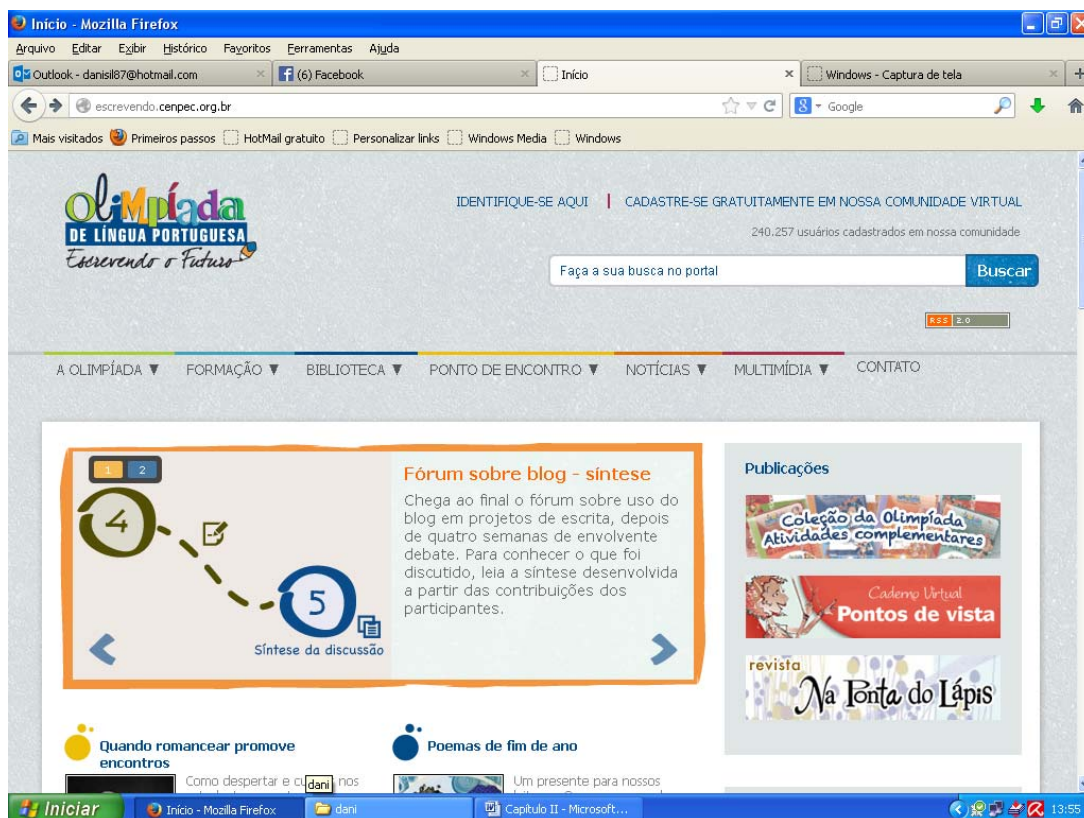 Início - Mozilla Firefox
Arquivo Editar Exibir Histórico Favoritos Ferramentas Ajuda
Outlook - danisil87@hotmail.com
(6) Facebook
Início
Windows - Captura de tela
escrevendo.cenpec.org.br
Google
Mais visitados Primeiros passos HotMail gratuito Personalizar links Windows Media Windows
Olimpíada
DE LÍNGUA PORTUGUESA
Escrevendo o Futuro
IDENTIFIQUE-SE AQUI | CADASTRE-SE GRATUITAMENTE EM NOSSA COMUNIDADE VIRTUAL
240.257 usuários cadastrados em nossa comunidade
Faça a sua busca no portal
Buscar
RSS 2.0
A OLIMPÍADA ▼ FORMAÇÃO ▼ BIBLIOTECA ▼ PONTO DE ENCONTRO ▼ NOTÍCIAS ▼ MULTIMÍDIA ▼ CONTATO
1 2
4
5
Síntese da discussão
Fórum sobre blog - síntese
Chega ao final o fórum sobre uso do
blog em projetos de escrita, depois
de quatro semanas de envolvente
debate. Para conhecer o que foi
discutido, leia a síntese desenvolvida
a partir das contribuições dos
participantes.
Publicações
Coleção da Olimpíada
Atividades complementares
Caderno Virtual
Pontos de vista
revista
Na Ponta do Lápis
Quando romancear promove
encontros
Como despertar e nos
Poemas de fim de ano
Um presente para nossos
dani
Iniciar
Início - Mozilla Firefox
dani
Capítulo II - Microsoft...
13:55